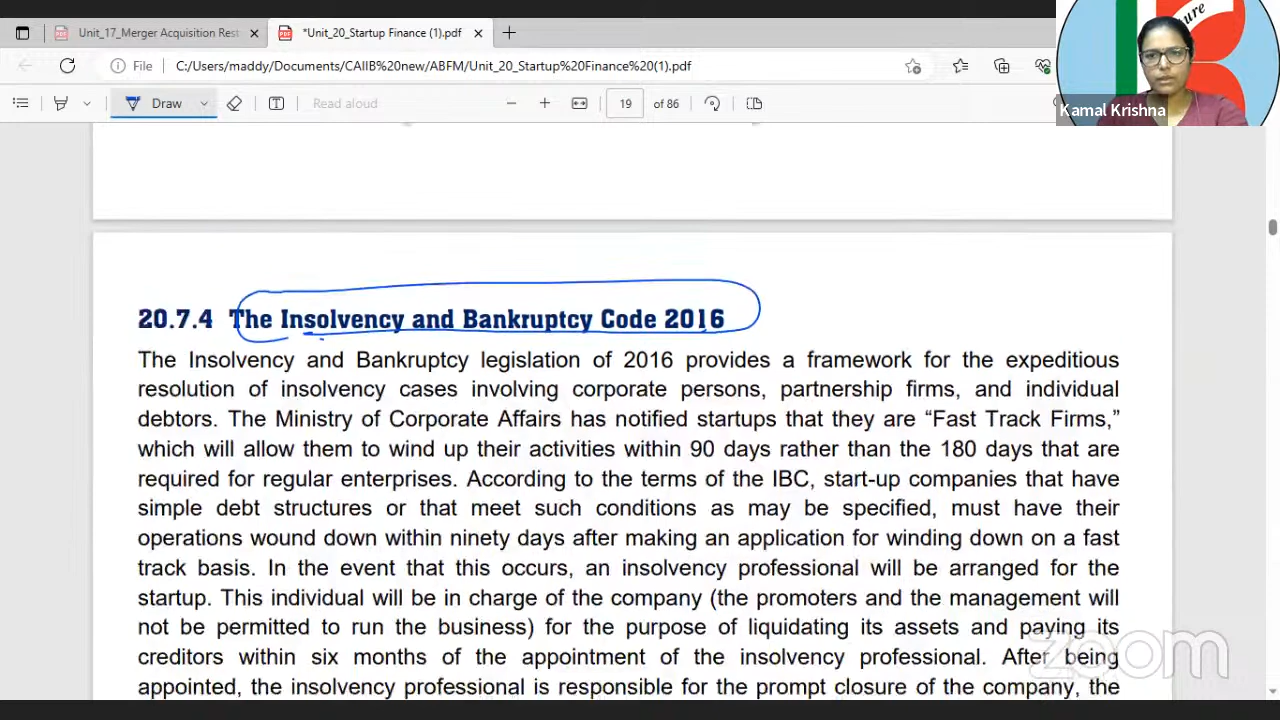 Unit_17_Merger Acquisition Rest
*Unit_20_Startup Finance (1).pdf
File
C:/Users/maddy/Documents/CAIIB%20new/ABFM/Unit_20_Startup%20Finance%20(1).pdf
Draw
Read aloud
19 of 86
Kamal Krishna
20.7.4 The Insolvency and Bankruptcy Code 2016
The Insolvency and Bankruptcy legislation of 2016 provides a framework for the expeditious
resolution of insolvency cases involving corporate persons, partnership firms, and individual
debtors. The Ministry of Corporate Affairs has notified startups that they are “Fast Track Firms,”
which will allow them to wind up their activities within 90 days rather than the 180 days that are
required for regular enterprises. According to the terms of the IBC, start-up companies that have
simple debt structures or that meet such conditions as may be specified, must have their
operations wound down within ninety days after making an application for winding down on a fast
track basis. In the event that this occurs, an insolvency professional will be arranged for the
startup. This individual will be in charge of the company (the promoters and the management will
not be permitted to run the business) for the purpose of liquidating its assets and paying its
creditors within six months of the appointment of the insolvency professional. After being
appointed, the insolvency professional is responsible for the prompt closure of the company, the
zoom